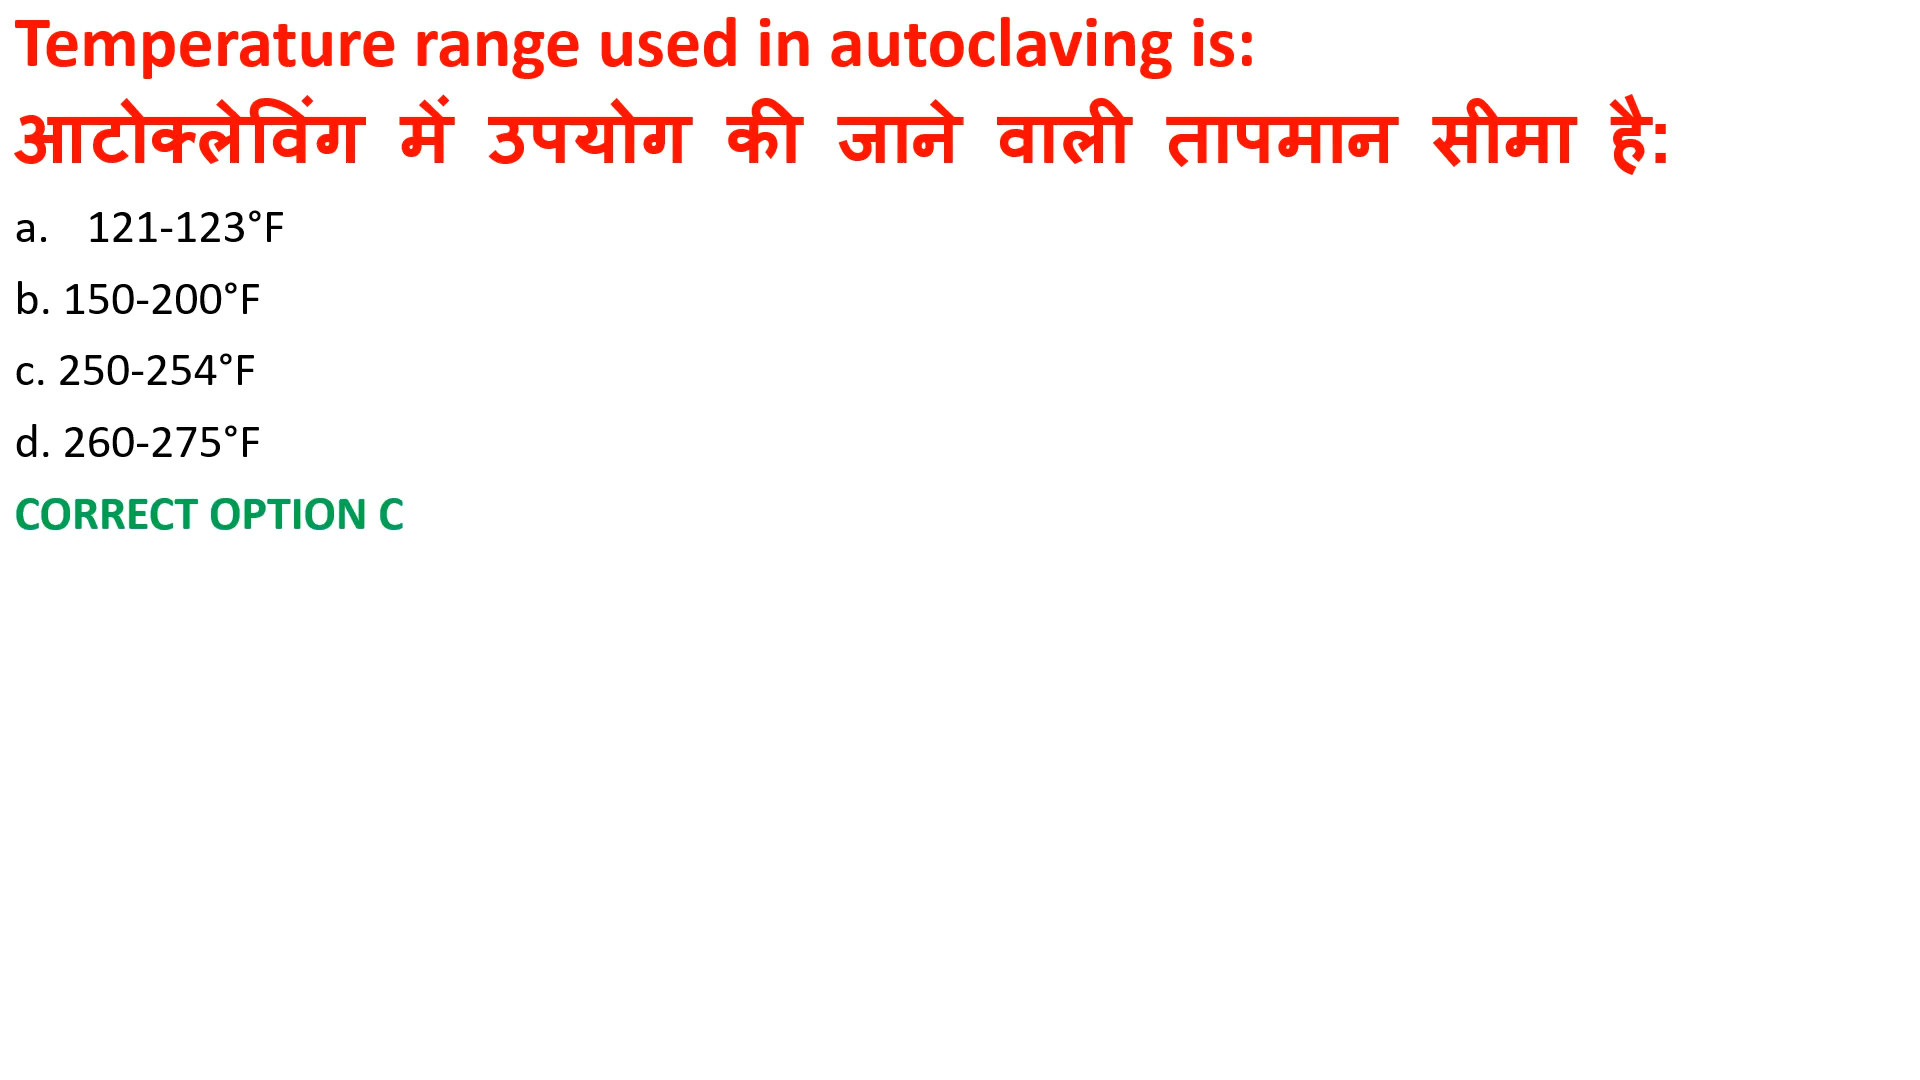 Temperature range used in autoclaving is:
आटोक्लेविंग में उपयोग की जाने वाली तापमान सीमा है:
a. 121-123°F
b. 150-200°F
c. 250-254°F
d. 260-275°F
CORRECT OPTION C